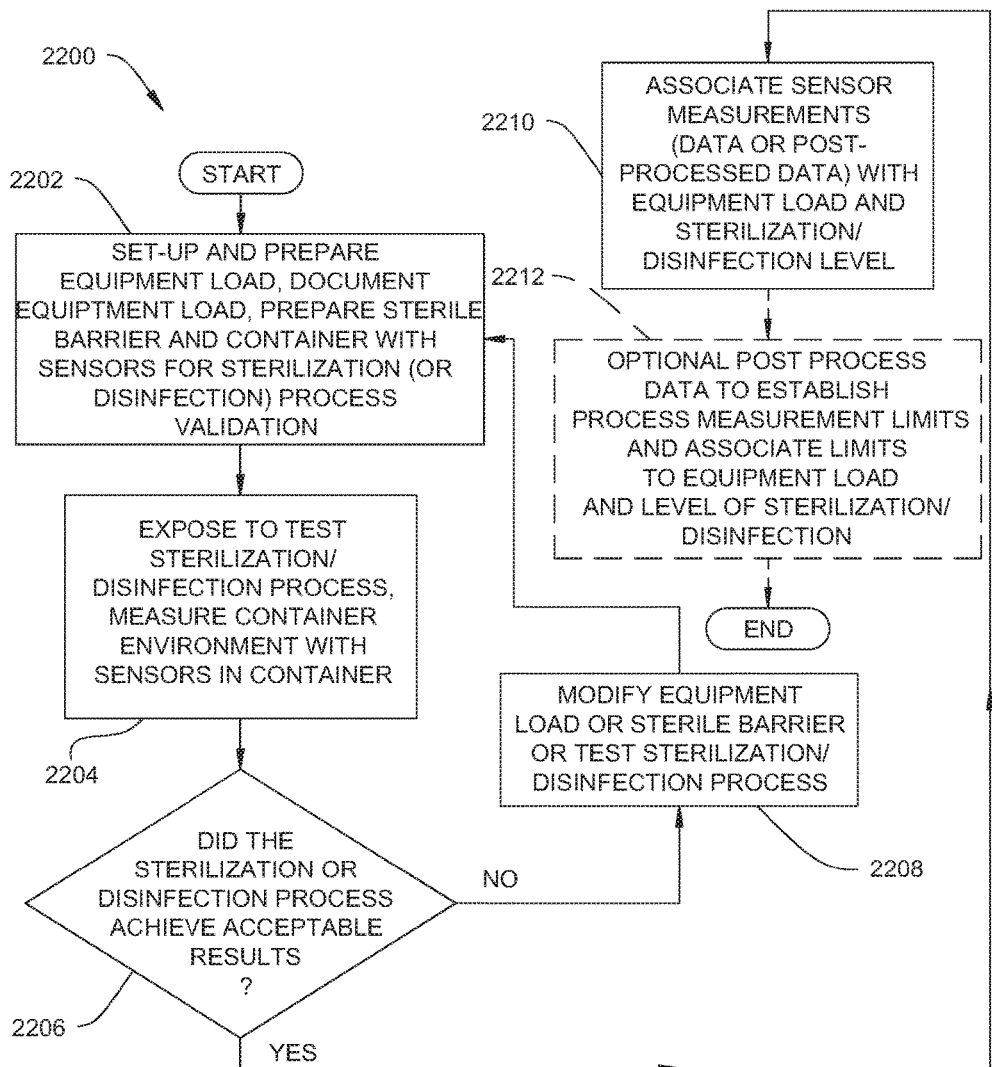 2200
START
2202
SET-UP AND PREPARE
EQUIPMENT LOAD, DOCUMENT
EQUIPTMENT LOAD, PREPARE STERILE
BARRIER AND CONTAINER WITH
SENSORS FOR STERILIZATION (OR
DISINFECTION) PROCESS
VALIDATION
EXPOSE TO TEST
STERILIZATION/
DISINFECTION PROCESS,
MEASURE CONTAINER
ENVIRONMENT WITH
SENSORS IN CONTAINER
2204
DID THE
STERILIZATION OR
DISINFECTION PROCESS
ACHIEVE ACCEPTABLE
RESULTS
?
2206
YES
NO
MODIFY EQUIPMENT
LOAD OR STERILE BARRIER
OR TEST STERILIZATION/
DISINFECTION PROCESS
2208
2210
ASSOCIATE SENSOR
MEASUREMENTS
(DATA OR POST-
PROCESSED DATA) WITH
EQUIPMENT LOAD AND
STERILIZATION/
DISINFECTION LEVEL
2212
OPTIONAL POST PROCESS
DATA TO ESTABLISH
PROCESS MEASUREMENT LIMITS
AND ASSOCIATE LIMITS
TO EQUIPMENT LOAD
AND LEVEL OF STERILIZATION/
DISINFECTION
END